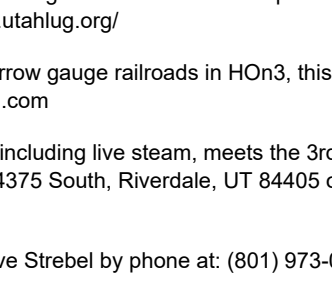 .utahlug.org/
rrow gauge railroads in HOn3, this
.com
including live steam, meets the 3rd
4375 South, Riverdale, UT 84405
ve Strebel by phone at: (801) 973-